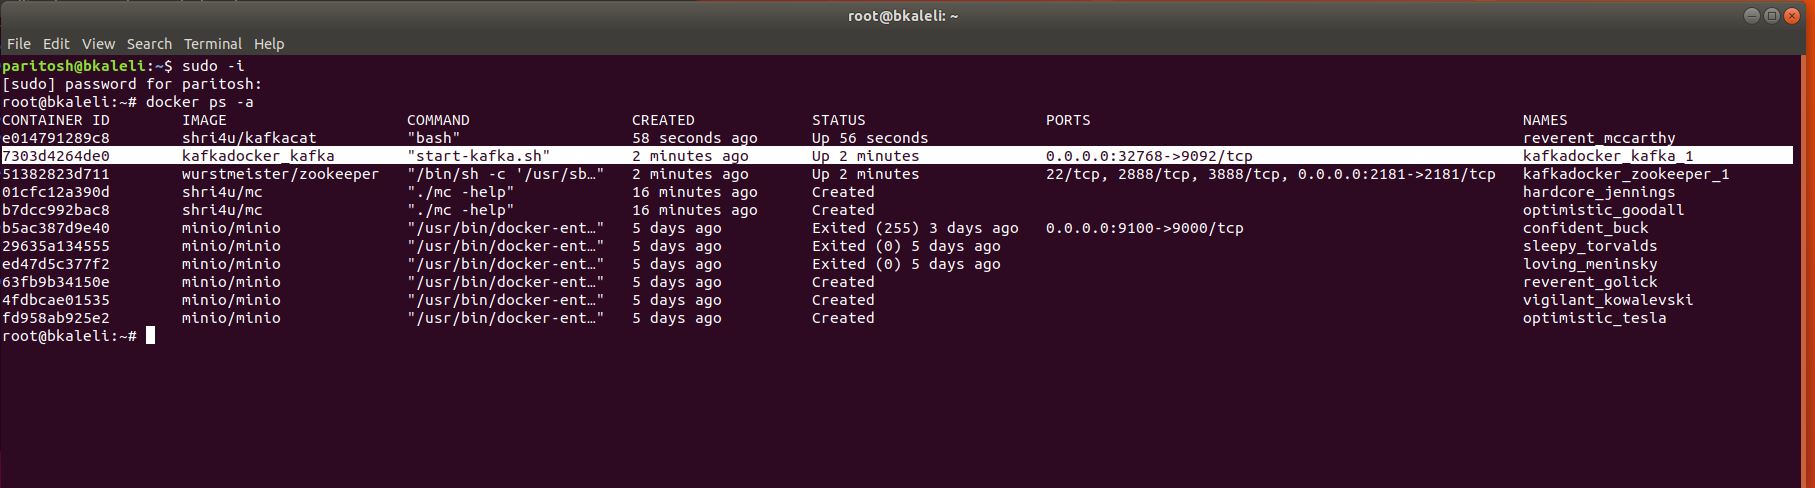 root@bkaleli: ~
File Edit View Search Terminal Help
paritosh@bkaleli:~$ sudo -i
[sudo] password for paritosh:
root@bkaleli:~# docker ps -a
CONTAINER ID        IMAGE                    COMMAND                  CREATED             STATUS                   PORTS                                                NAMES
e014791289c8        shri4u/kafkacat          "bash"                   58 seconds ago      Up 56 seconds                                                                 reverent_mccarthy
7303d4264de0        kafkadocker_kafka        "start-kafka.sh"         2 minutes ago       Up 2 minutes              0.0.0.0:32768->9092/tcp                              kafkadocker_kafka_1
51382823d711        wurstmeister/zookeeper   "/bin/sh -c '/usr/sb…"   2 minutes ago       Up 2 minutes              22/tcp, 2888/tcp, 3888/tcp, 0.0.0.0:2181->2181/tcp   kafkadocker_zookeeper_1
01cfc12a390d        shri4u/mc                "./mc -help"             16 minutes ago      Created                                                                       hardcore_jennings
b7dcc992bac8        shri4u/mc                "./mc -help"             16 minutes ago      Created                                                                       optimistic_goodall
b5ac387d9e40        minio/minio              "/usr/bin/docker-ent…"   5 days ago          Exited (255) 3 days ago   0.0.0.0:9100->9000/tcp                               confident_buck
29635a134555        minio/minio              "/usr/bin/docker-ent…"   5 days ago          Exited (0) 5 days ago                                                         sleepy_torvalds
ed47d5c377f2        minio/minio              "/usr/bin/docker-ent…"   5 days ago          Exited (0) 5 days ago                                                         loving_meninsky
63fb9b34150e        minio/minio              "/usr/bin/docker-ent…"   5 days ago          Created                                                                       reverent_golick
4fdbcae01535        minio/minio              "/usr/bin/docker-ent…"   5 days ago          Created                                                                       vigilant_kowalevski
fd958ab925e2        minio/minio              "/usr/bin/docker-ent…"   5 days ago          Created                                                                       optimistic_tesla
root@bkaleli:~#